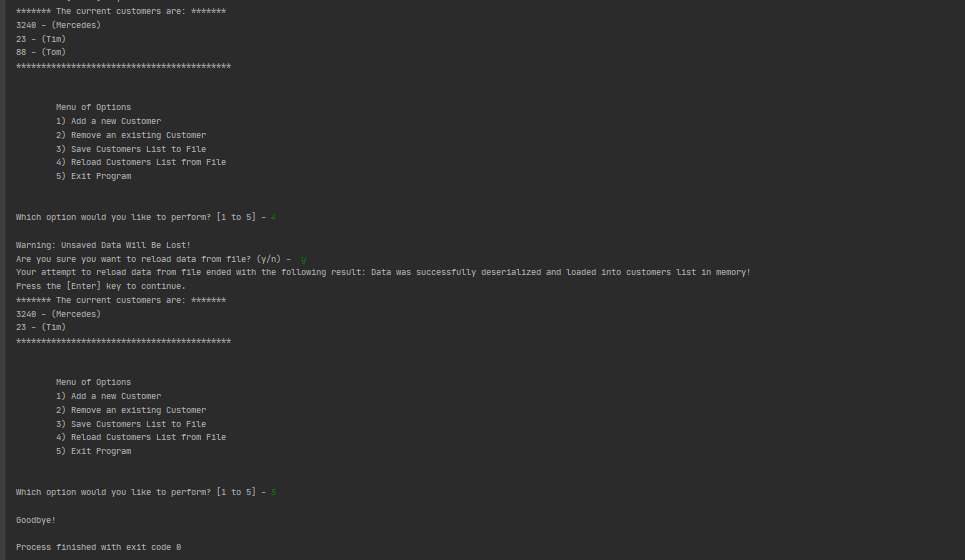 ******* The current customers are: *******
3240 - (Mercedes)
23 - (Tim)
88 - (Tom)
*******************************************
Menu of Options
1) Add a new Customer
2) Remove an existing Customer
3) Save Customers List to File
4) Reload Customers List from File
5) Exit Program
Which option would you like to perform? [1 to 5] - 4
Warning: Unsaved Data Will Be Lost!
Are you sure you want to reload data from file? (y/n) -  y
Your attempt to reload data from file ended with the following result: Data was successfully deserialized and loaded into customers list in memory!
Press the [Enter] key to continue.
******* The current customers are: *******
3240 - (Mercedes)
23 - (Tim)
*******************************************
Menu of Options
1) Add a new Customer
2) Remove an existing Customer
3) Save Customers List to File
4) Reload Customers List from File
5) Exit Program
Which option would you like to perform? [1 to 5] - 5
Goodbye!
Process finished with exit code 0